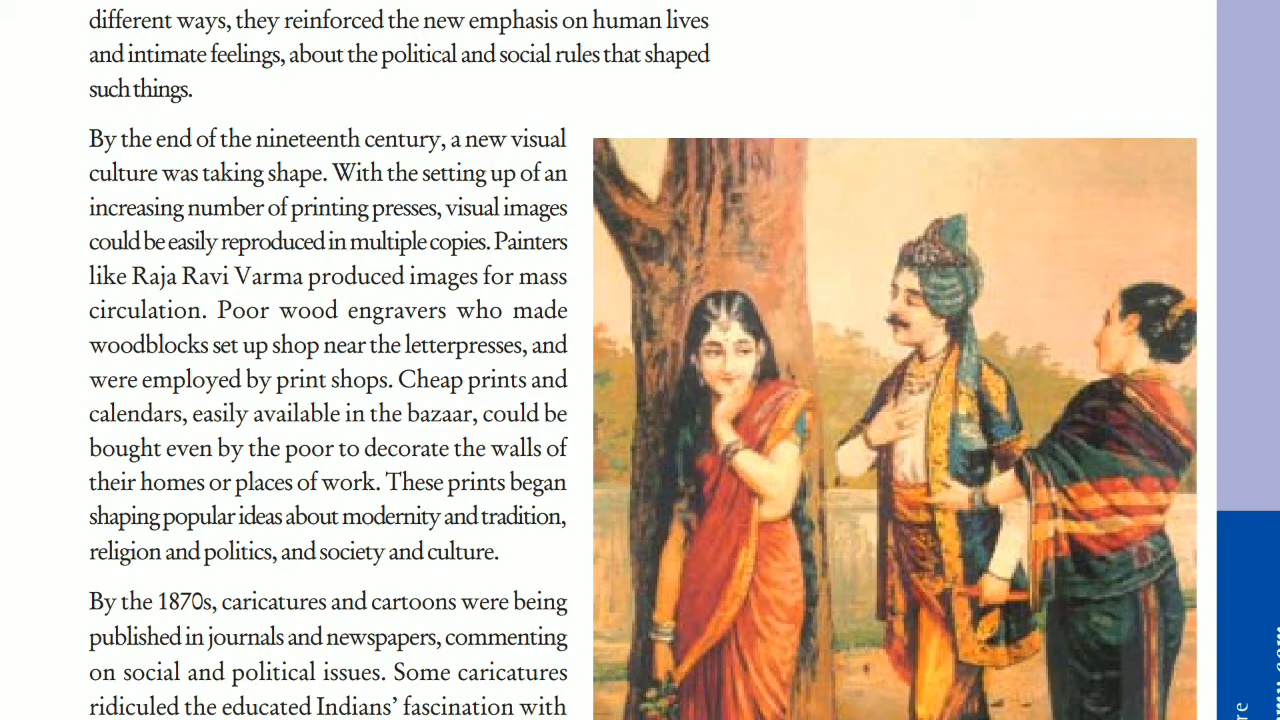 different ways, they reinforced the new emphasis on human lives
and intimate feelings, about the political and social rules that shaped
such things.
By the end of the nineteenth century, a new visual
culture was taking shape. With the setting up of an
increasing number of printing presses, visual images
could be easily reproduced in multiple copies. Painters
like Raja Ravi Varma produced images for mass
circulation. Poor wood engravers who made
woodblocks set up shop near the letterpresses, and
were employed by print shops. Cheap prints and
calendars, easily available in the bazaar, could be
bought even by the poor to decorate the walls of
their homes or places of work. These prints began
shaping popular ideas about modernity and tradition,
religion and politics, and society and culture.
By the 1870s, caricatures and cartoons were being
published in journals and newspapers, commenting
on social and political issues. Some caricatures
ridiculed the educated Indians’ fascination with